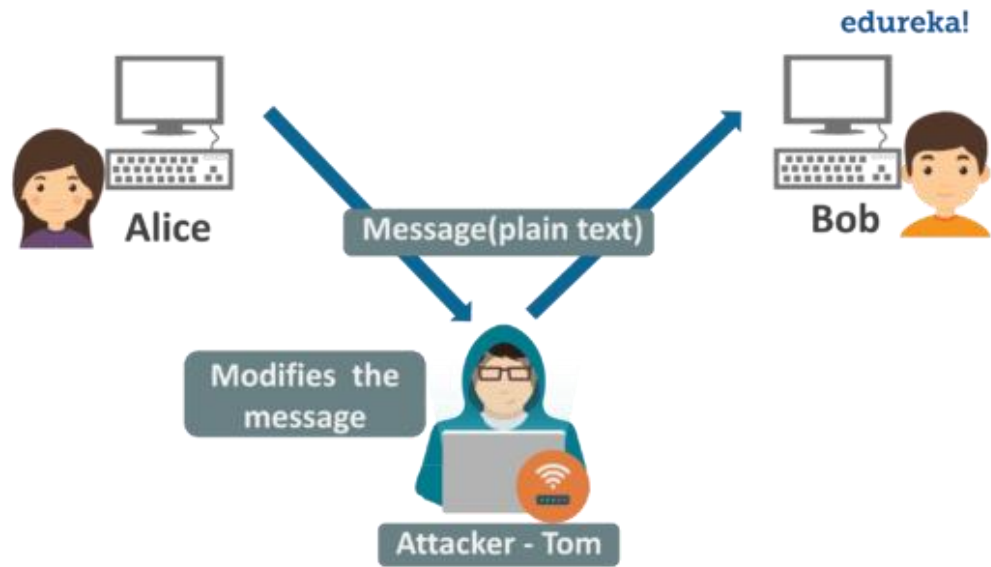 edureka!
Alice
Bob
Message(plain text)
Modifies the
message
Attacker - Tom